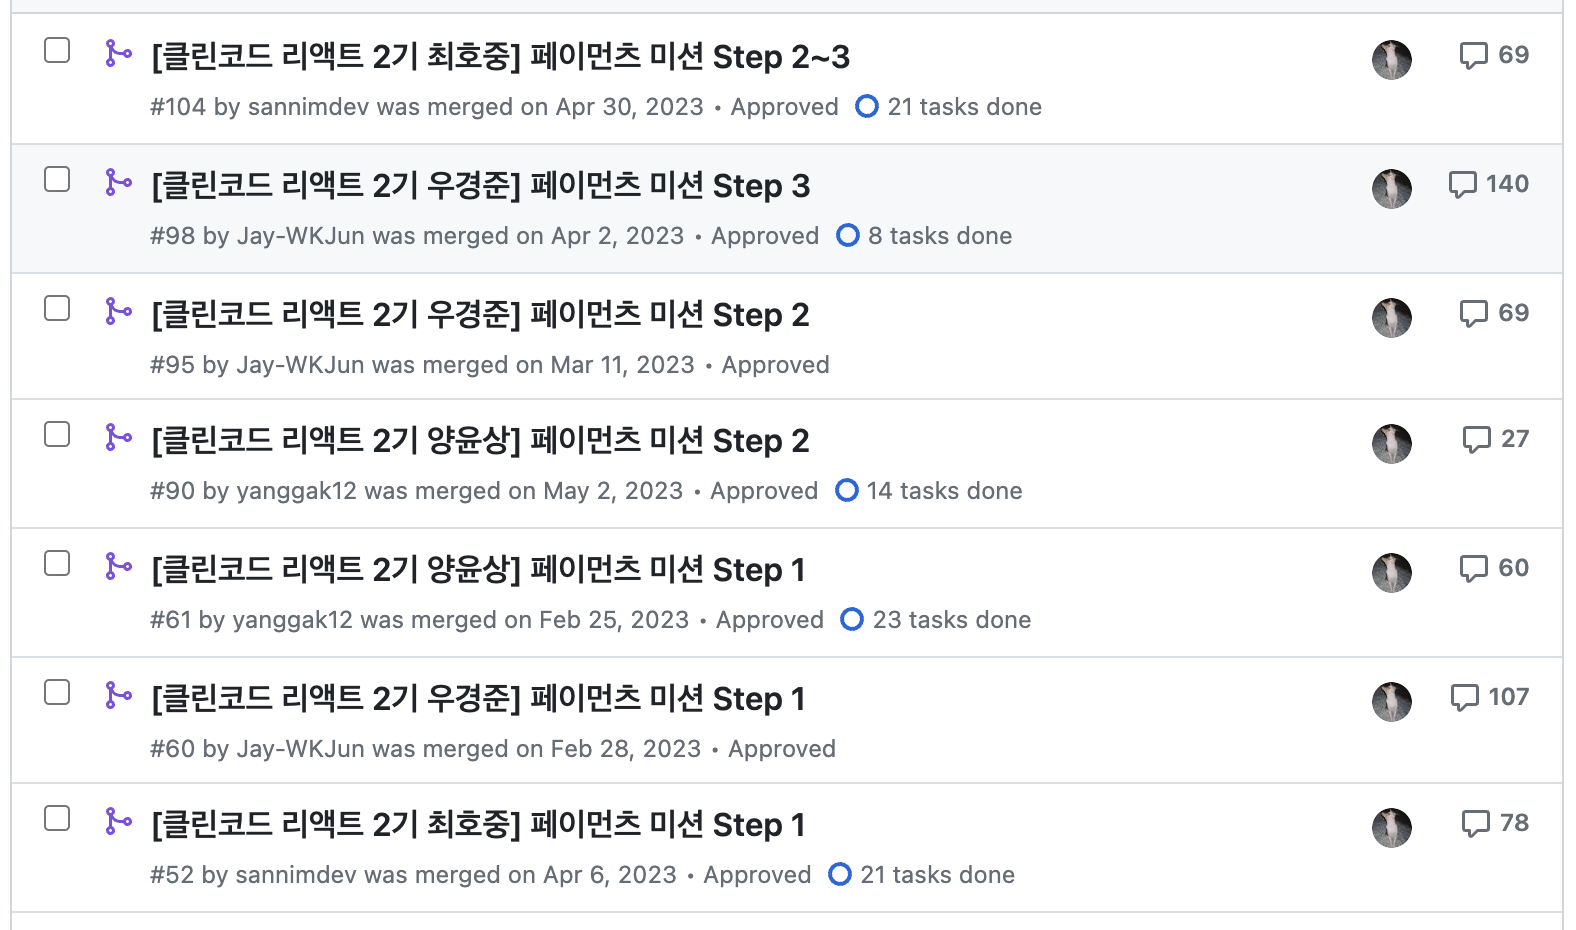 [클린코드 리액트 2기 최호중] 페이먼츠 미션 Step 2~3 69
#104 by sannimdev was merged on Apr 30, 2023 • Approved 21 tasks done
[클린코드 리액트 2기 우경준] 페이먼츠 미션 Step 3 140
#98 by Jay-WKJun was merged on Apr 2, 2023 • Approved 8 tasks done
[클린코드 리액트 2기 우경준] 페이먼츠 미션 Step 2 69
#95 by Jay-WKJun was merged on Mar 11, 2023 • Approved
[클린코드 리액트 2기 양윤상] 페이먼츠 미션 Step 2 27
#90 by yanggak12 was merged on May 2, 2023 • Approved 14 tasks done
[클린코드 리액트 2기 양윤상] 페이먼츠 미션 Step 1 60
#61 by yanggak12 was merged on Feb 25, 2023 • Approved 23 tasks done
[클린코드 리액트 2기 우경준] 페이먼츠 미션 Step 1 107
#60 by Jay-WKJun was merged on Feb 28, 2023 • Approved
[클린코드 리액트 2기 최호중] 페이먼츠 미션 Step 1 78
#52 by sannimdev was merged on Apr 6, 2023 • Approved 21 tasks done